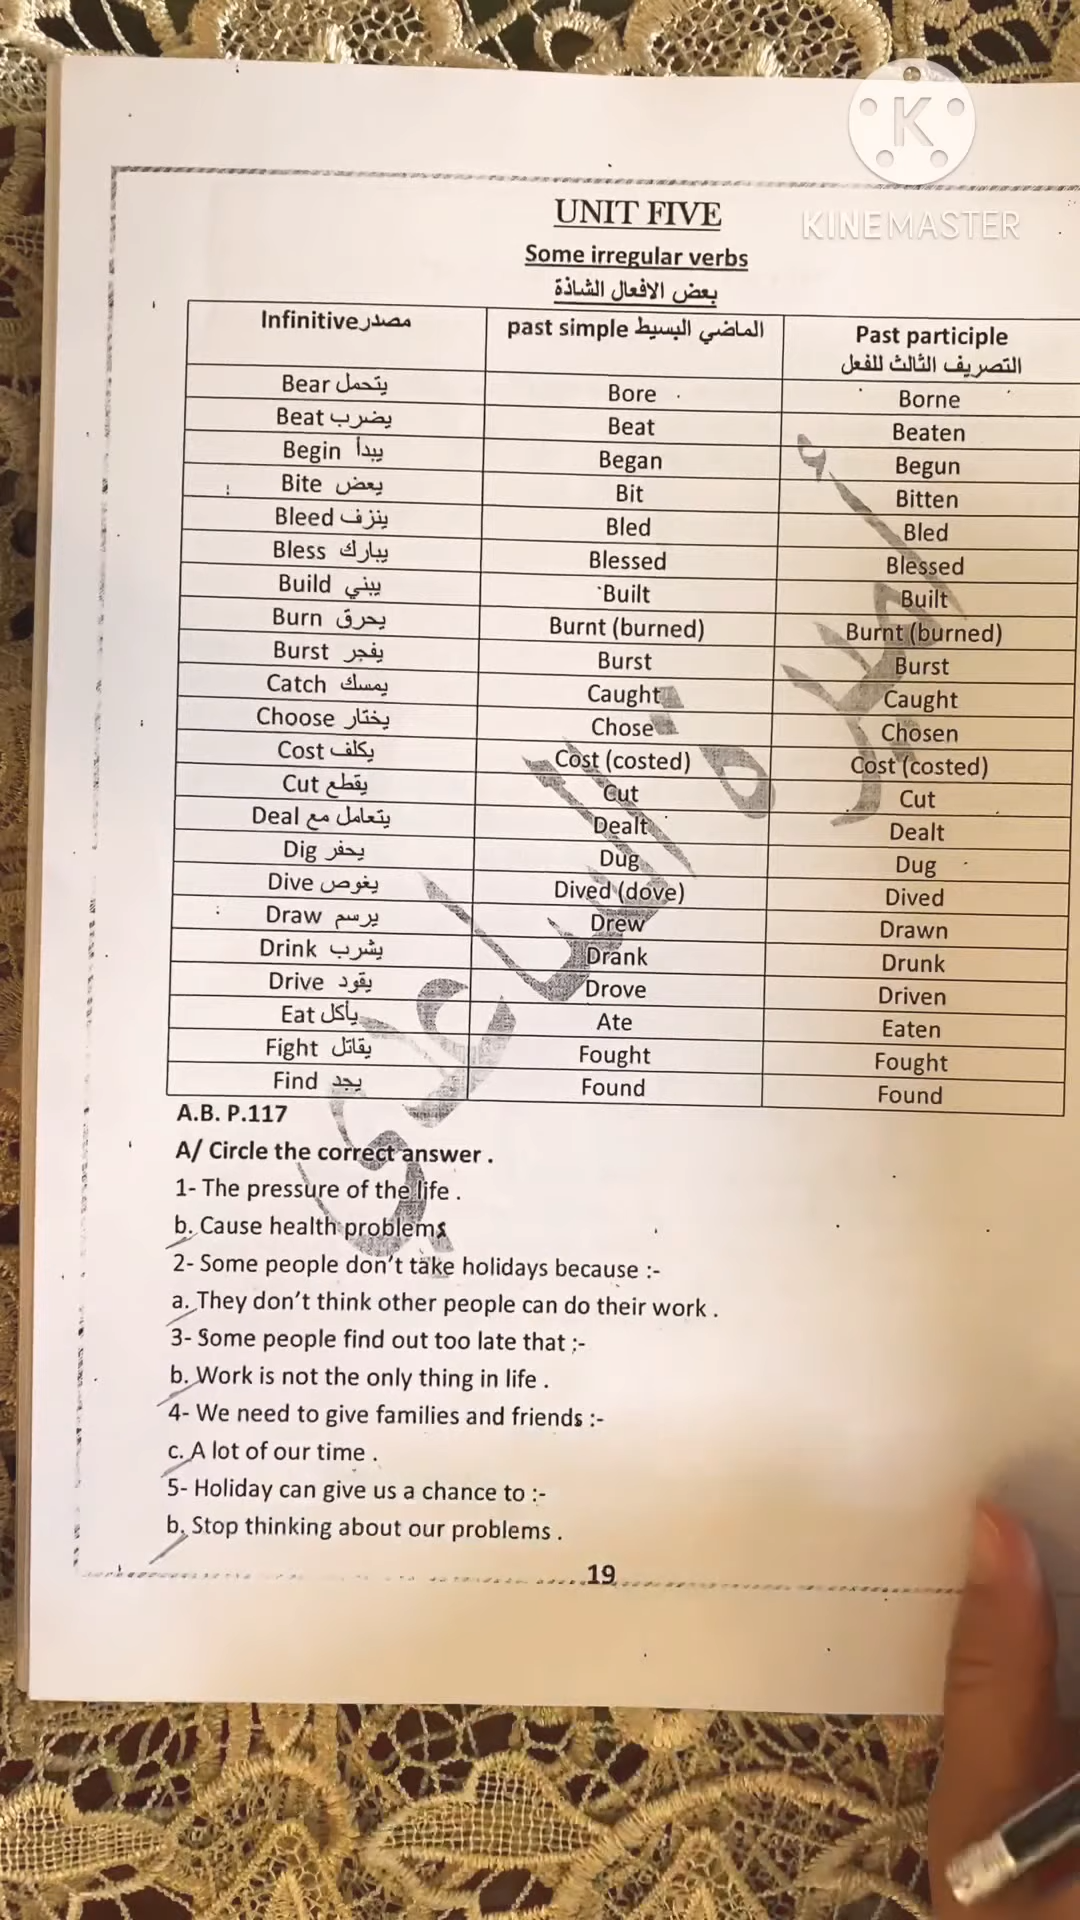 K
KINEMASTER
UNIT FIVE
Some irregular verbs
بعض الافعال الشاذة
Infinitive مصدر past simple الماضي البسيط Past participle التصريف الثالث للفعل
Bear يتحمل Bore Borne
Beat يضرب Beat Beaten
Begin يبدأ Began Begun
Bite يعض Bit Bitten
Bleed ينزف Bled Bled
Bless يبارك Blessed Blessed
Build يبني Built Built
Burn يحرق Burnt (burned) Burnt (burned)
Burst يفجر Burst Burst
Catch يمسك Caught Caught
Choose يختار Chose Chosen
Cost يكلف Cost (costed) Cost (costed)
Cut يقطع Cut Cut
Deal يتعامل مع Dealt Dealt
Dig يحفر Dug Dug
Dive يغوص Dived (dove) Dived
Draw يرسم Drew Drawn
Drink يشرب Drank Drunk
Drive يقود Drove Driven
Eat يأكل Ate Eaten
Fight يقاتل Fought Fought
Find يجد Found Found
A.B. P.117
A/ Circle the correct answer .
1- The pressure of the life .
b. Cause health problems
2- Some people don't take holidays because :-
a. They don't think other people can do their work .
3- Some people find out too late that :-
b. Work is not the only thing in life .
4- We need to give families and friends :-
c. A lot of our time .
5- Holiday can give us a chance to :-
b. Stop thinking about our problems .
19